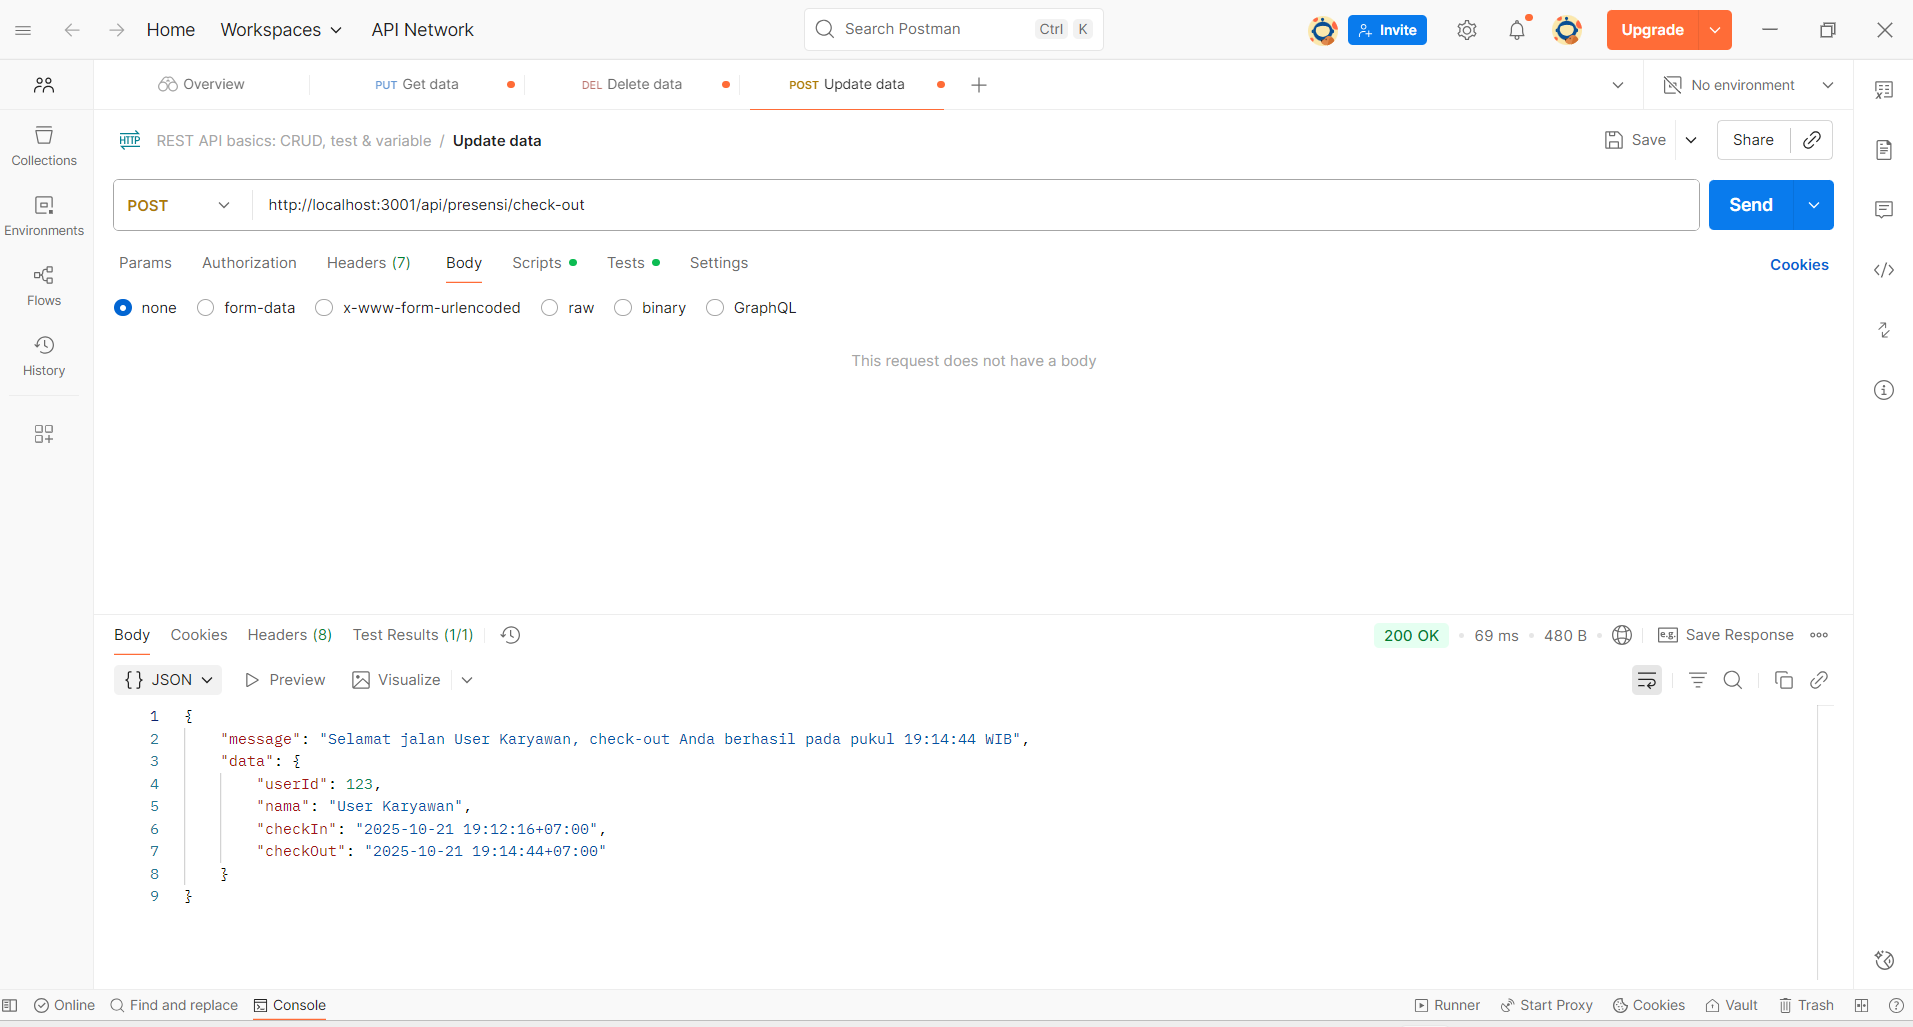 Home Workspaces API Network Search Postman Ctrl K Invite Upgrade
Overview PUT Get data DEL Delete data POST Update data No environment
HTTP REST API basics: CRUD, test & variable / Update data Save Share
POST http://localhost:3001/api/presensi/check-out Send
Collections
Environments
Flows
History
Params Authorization Headers (7) Body Scripts Tests Settings Cookies
none form-data x-www-form-urlencoded raw binary GraphQL
This request does not have a body
Body Cookies Headers (8) Test Results (1/1) 200 OK 69 ms 480 B e.g. Save Response
{} JSON Preview Visualize
1 {
2 "message": "Selamat jalan User Karyawan, check-out Anda berhasil pada pukul 19:14:44 WIB",
3 "data": {
4 "userId": 123,
5 "nama": "User Karyawan",
6 "checkIn": "2025-10-21 19:12:16+07:00",
7 "checkOut": "2025-10-21 19:14:44+07:00"
8 }
9 }
Online Find and replace Console Runner Start Proxy Cookies Vault Trash